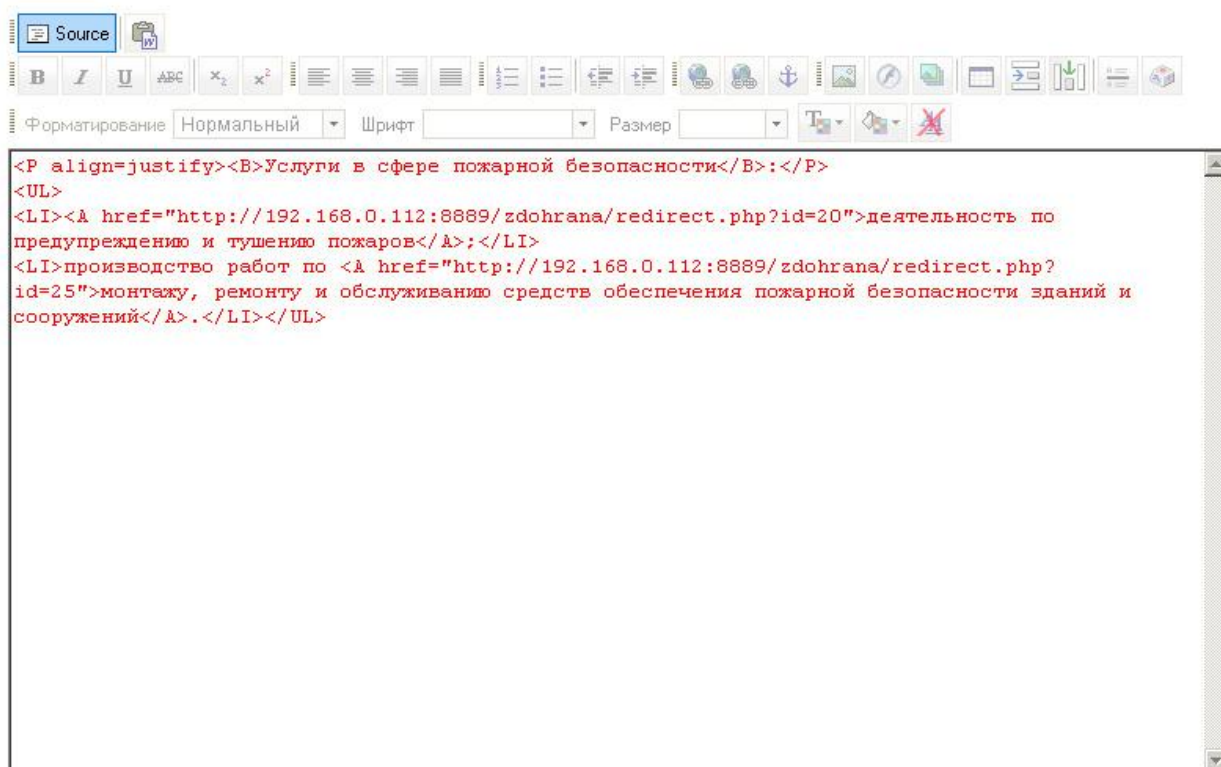 Source
B I U ABC x₂ x²
Форматирование Нормальный Шрифт Размер
<P align=justify><B>Услуги в сфере пожарной безопасности</B>:</P>
<UL>
<LI><A href="http://192.168.0.112:8889/zdohrana/redirect.php?id=20">деятельность по
предупреждению и тушению пожаров</A>;</LI>
<LI>производство работ по <A href="http://192.168.0.112:8889/zdohrana/redirect.php?
id=25">монтажу, ремонту и обслуживанию средств обеспечения пожарной безопасности зданий и
сооружений</A>.</LI></UL>